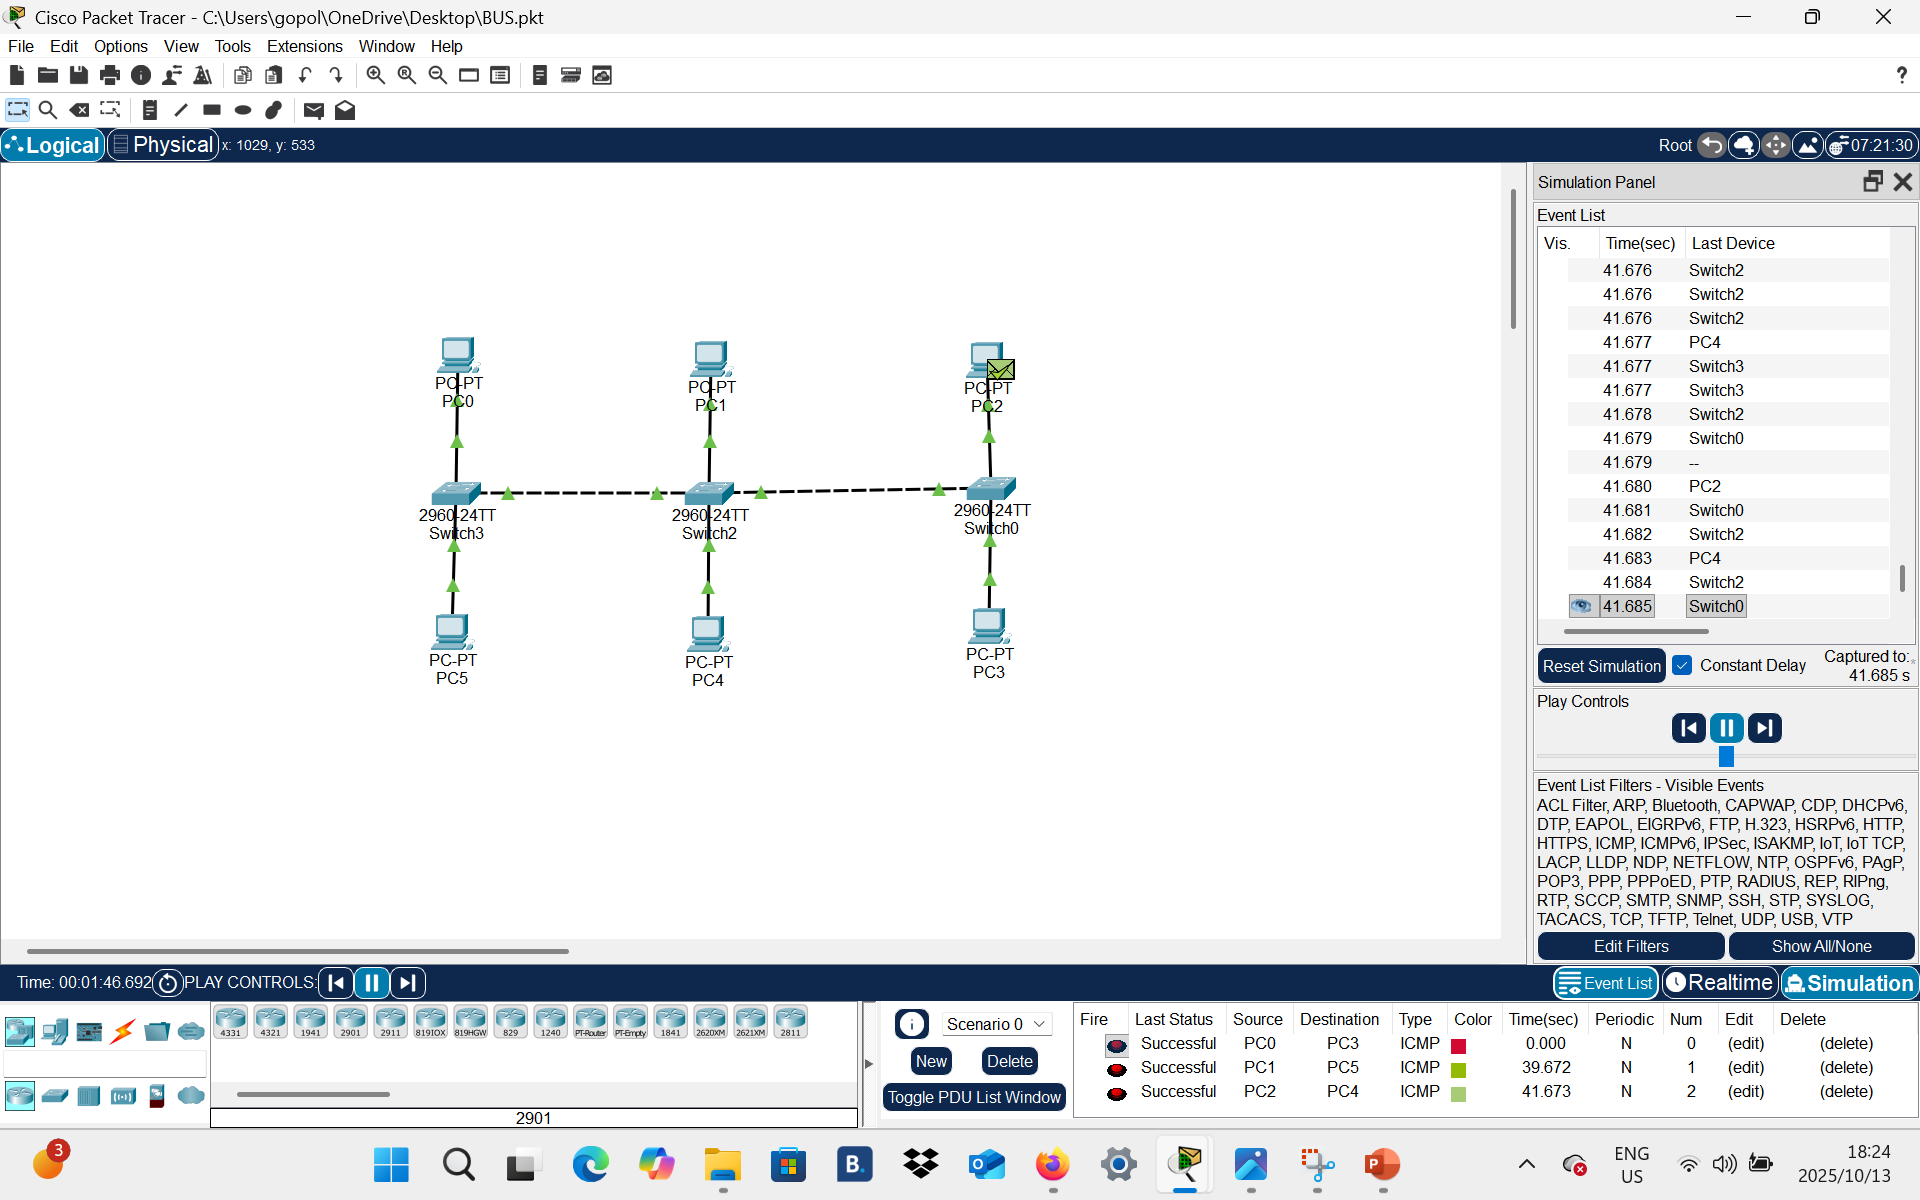 Cisco Packet Tracer - C:\Users\gopol\OneDrive\Desktop\BUS.pkt
File Edit Options View Tools Extensions Window Help
?
Logical Physical x: 1029, y: 533 Root 07:21:30
Simulation Panel
Event List
Vis. Time(sec) Last Device
41.676 Switch2
41.676 Switch2
41.676 Switch2
41.677 PC4
41.677 Switch3
41.677 Switch3
41.678 Switch2
41.679 Switch0
41.679 --
41.680 PC2
41.681 Switch0
41.682 Switch2
41.683 PC4
41.684 Switch2
41.685 Switch0
PC-PT
PC0
PC-PT
PC1
PC-PT
PC2
2960-24TT
Switch3
2960-24TT
Switch2
2960-24TT
Switch0
PC-PT
PC5
PC-PT
PC4
PC-PT
PC3
Reset Simulation Constant Delay Captured to:
41.685 s
Play Controls
Event List Filters - Visible Events
ACL Filter, ARP, Bluetooth, CAPWAP, CDP, DHCPv6,
DTP, EAPOL, EIGRPv6, FTP, H.323, HSRPv6, HTTP,
HTTPS, ICMP, ICMPv6, IPSec, ISAKMP, IoT, IoT TCP,
LACP, LLDP, NDP, NETFLOW, NTP, OSPFv6, PAgP,
POP3, PPP, PPPoED, PTP, RADIUS, REP, RIPng,
RTP, SCCP, SMTP, SNMP, SSH, STP, SYSLOG,
TACACS, TCP, TFTP, Telnet, UDP, USB, VTP
Edit Filters Show All/None
Time: 00:01:46.692 PLAY CONTROLS: Event List Realtime Simulation
4331 4321 1941 2901 2911 819IOX 819HGW 829 1240 PT-Router PT-Empty 1841 2620XM 2621XM 2811
2901
Scenario 0
New Delete
Toggle PDU List Window
Fire Last Status Source Destination Type Color Time(sec) Periodic Num Edit Delete
Successful PC0 PC3 ICMP 0.000 N 0 (edit) (delete)
Successful PC1 PC5 ICMP 39.672 N 1 (edit) (delete)
Successful PC2 PC4 ICMP 41.673 N 2 (edit) (delete)
3
B.
ENG
US
18:24
2025/10/13